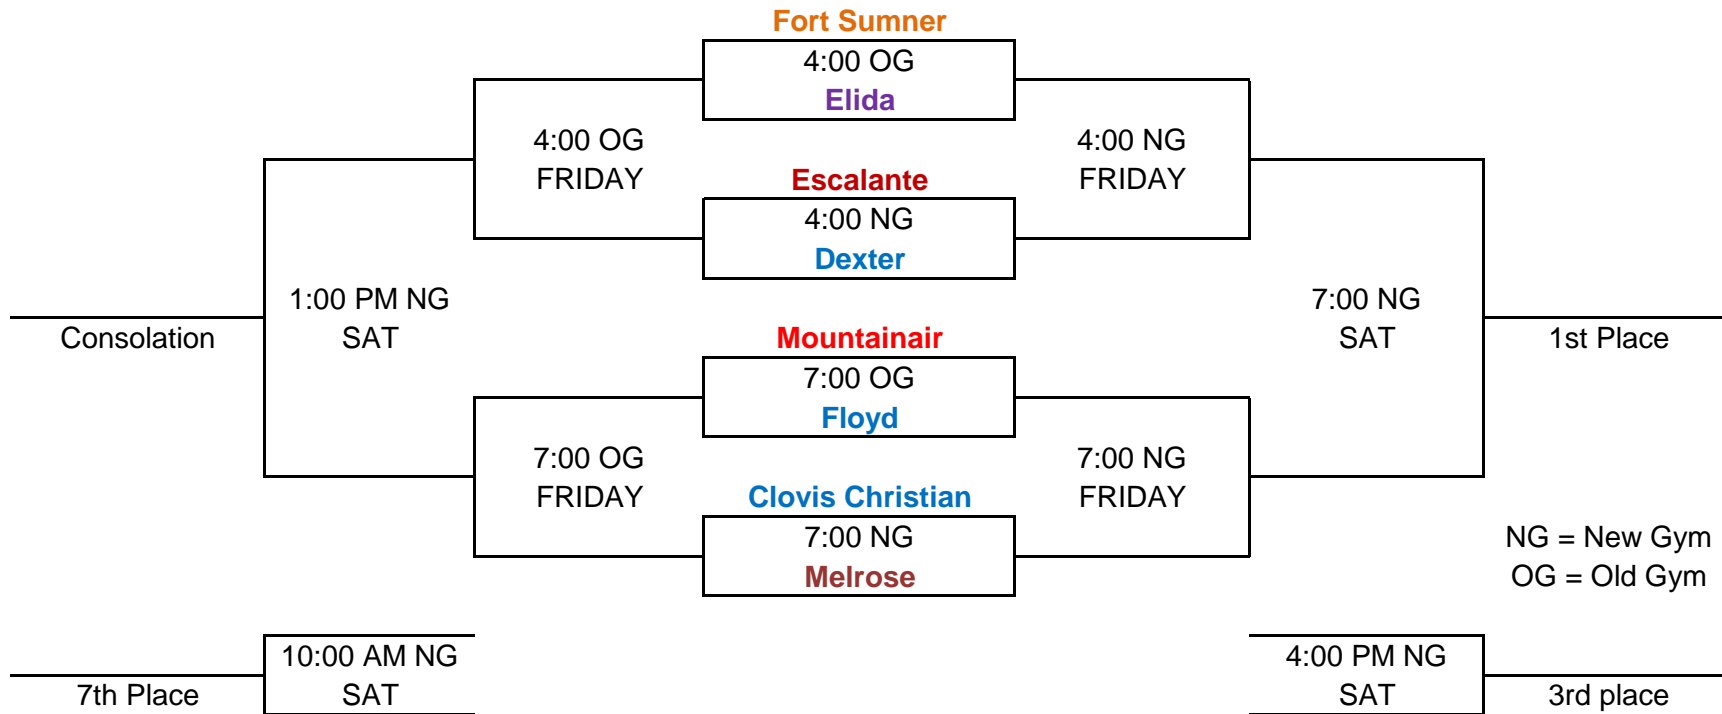 Fort Sumner
4:00 OG
Elida
4:00 OG
FRIDAY
4:00 NG
FRIDAY
Escalante
4:00 NG
Dexter
1:00 PM NG
SAT
7:00 NG
SAT
Consolation
1st Place
Mountainair
7:00 OG
Floyd
7:00 OG
FRIDAY
7:00 NG
FRIDAY
Clovis Christian
7:00 NG
Melrose
NG = New Gym
OG = Old Gym
10:00 AM NG
SAT
7th Place
4:00 PM NG
SAT
3rd place